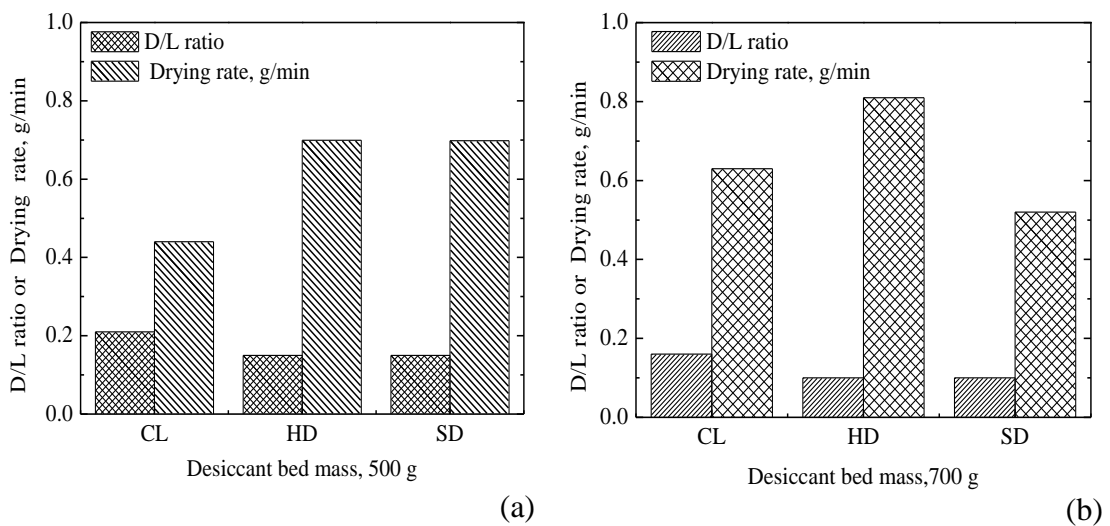 D/L ratio or Drying rate, g/min
1.0
0.8
0.6
0.4
0.2
0.0
D/L ratio
Drying rate, g/min
CL HD SD
Desiccant bed mass, 500 g
(a)
D/L ratio or Drying rate, g/min
1.0
0.8
0.6
0.4
0.2
0.0
D/L ratio
Drying rate, g/min
CL HD SD
Desiccant bed mass,700 g
(b)